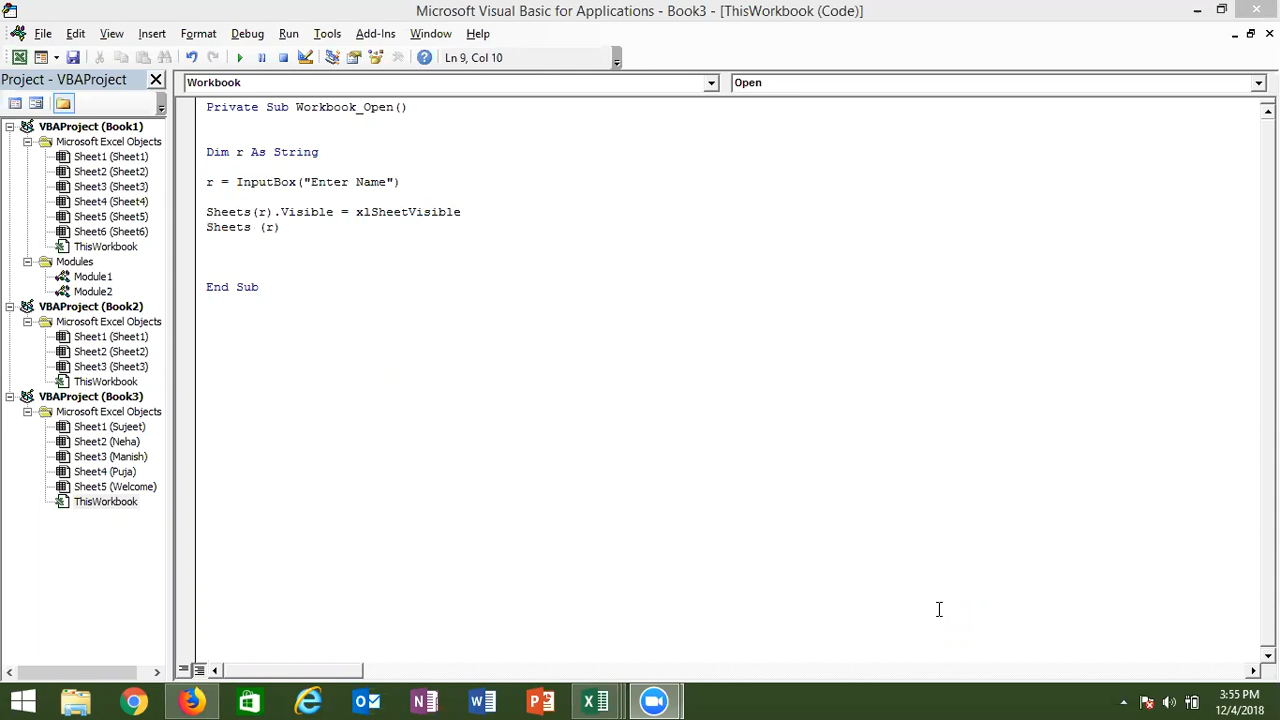 Microsoft Visual Basic for Applications - Book3 - [ThisWorkbook (Code)]
File Edit View Insert Format Debug Run Tools Add-Ins Window Help
Ln 9, Col 10
Project - VBAProject
Workbook
Open
VBAProject (Book1)
Microsoft Excel Objects
Sheet1 (Sheet1)
Sheet2 (Sheet2)
Sheet3 (Sheet3)
Sheet4 (Sheet4)
Sheet5 (Sheet5)
Sheet6 (Sheet6)
ThisWorkbook
Modules
Module1
Module2
VBAProject (Book2)
Microsoft Excel Objects
Sheet1 (Sheet1)
Sheet2 (Sheet2)
Sheet3 (Sheet3)
ThisWorkbook
VBAProject (Book3)
Microsoft Excel Objects
Sheet1 (Sujeet)
Sheet2 (Neha)
Sheet3 (Manish)
Sheet4 (Puja)
Sheet5 (Welcome)
ThisWorkbook
Private Sub Workbook_Open()
Dim r As String
r = InputBox("Enter Name")
Sheets(r).Visible = xlSheetVisible
Sheets (r)
End Sub
3:55 PM
12/4/2018